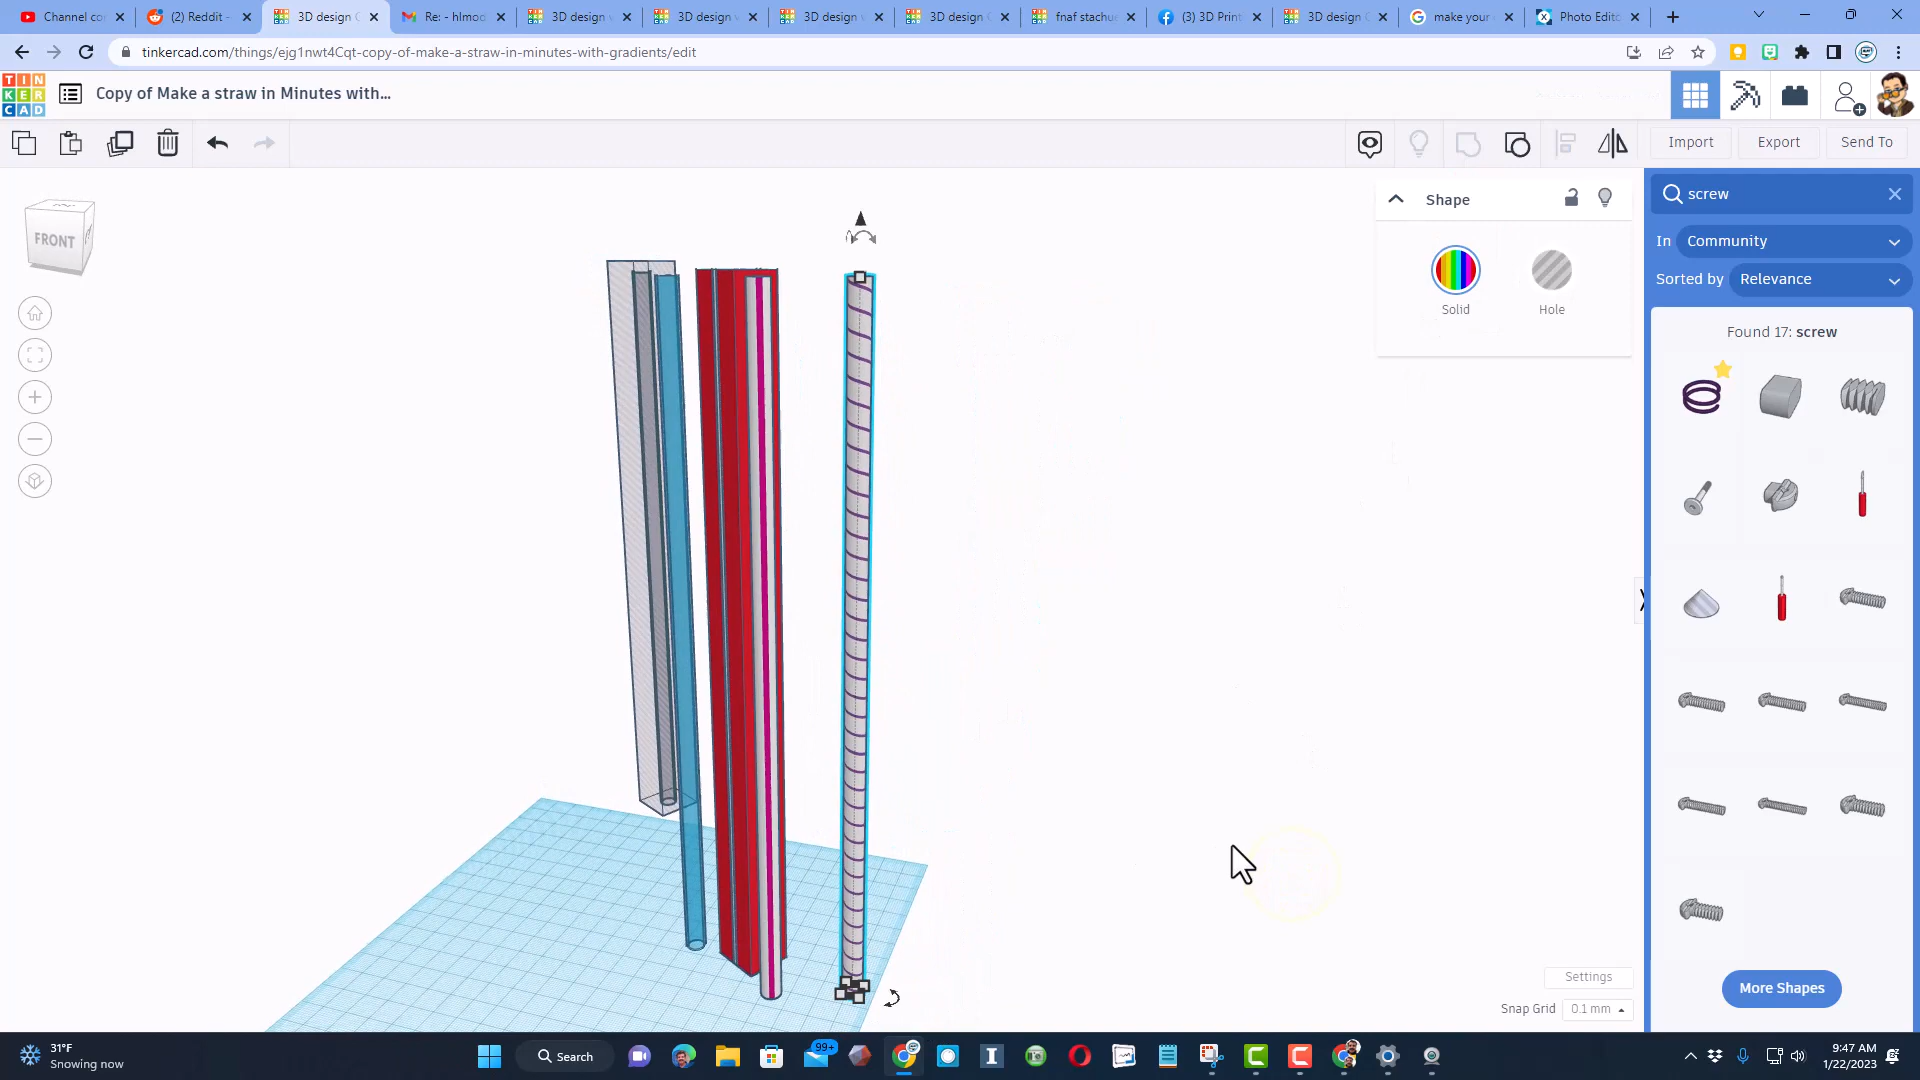 Channel con
(2) Reddit -
3D design C
Re: - hlmod
3D design v
3D design v
3D design v
3D design C
fnaf stachue
(3) 3D Print
3D design C
make your
Photo Edito
tinkercad.com/things/ejg1nwt4Cqt-copy-of-make-a-straw-in-minutes-with-gradients/edit
TIN
KER
CAD
Copy of Make a straw in Minutes with...
Import
Export
Send To
FRONT
Shape
Solid
Hole
screw
In Community
Sorted by Relevance
Found 17: screw
More Shapes
Settings
Snap Grid 0.1 mm
31°F
Snowing now
Search
99+
9:47 AM
1/22/2023